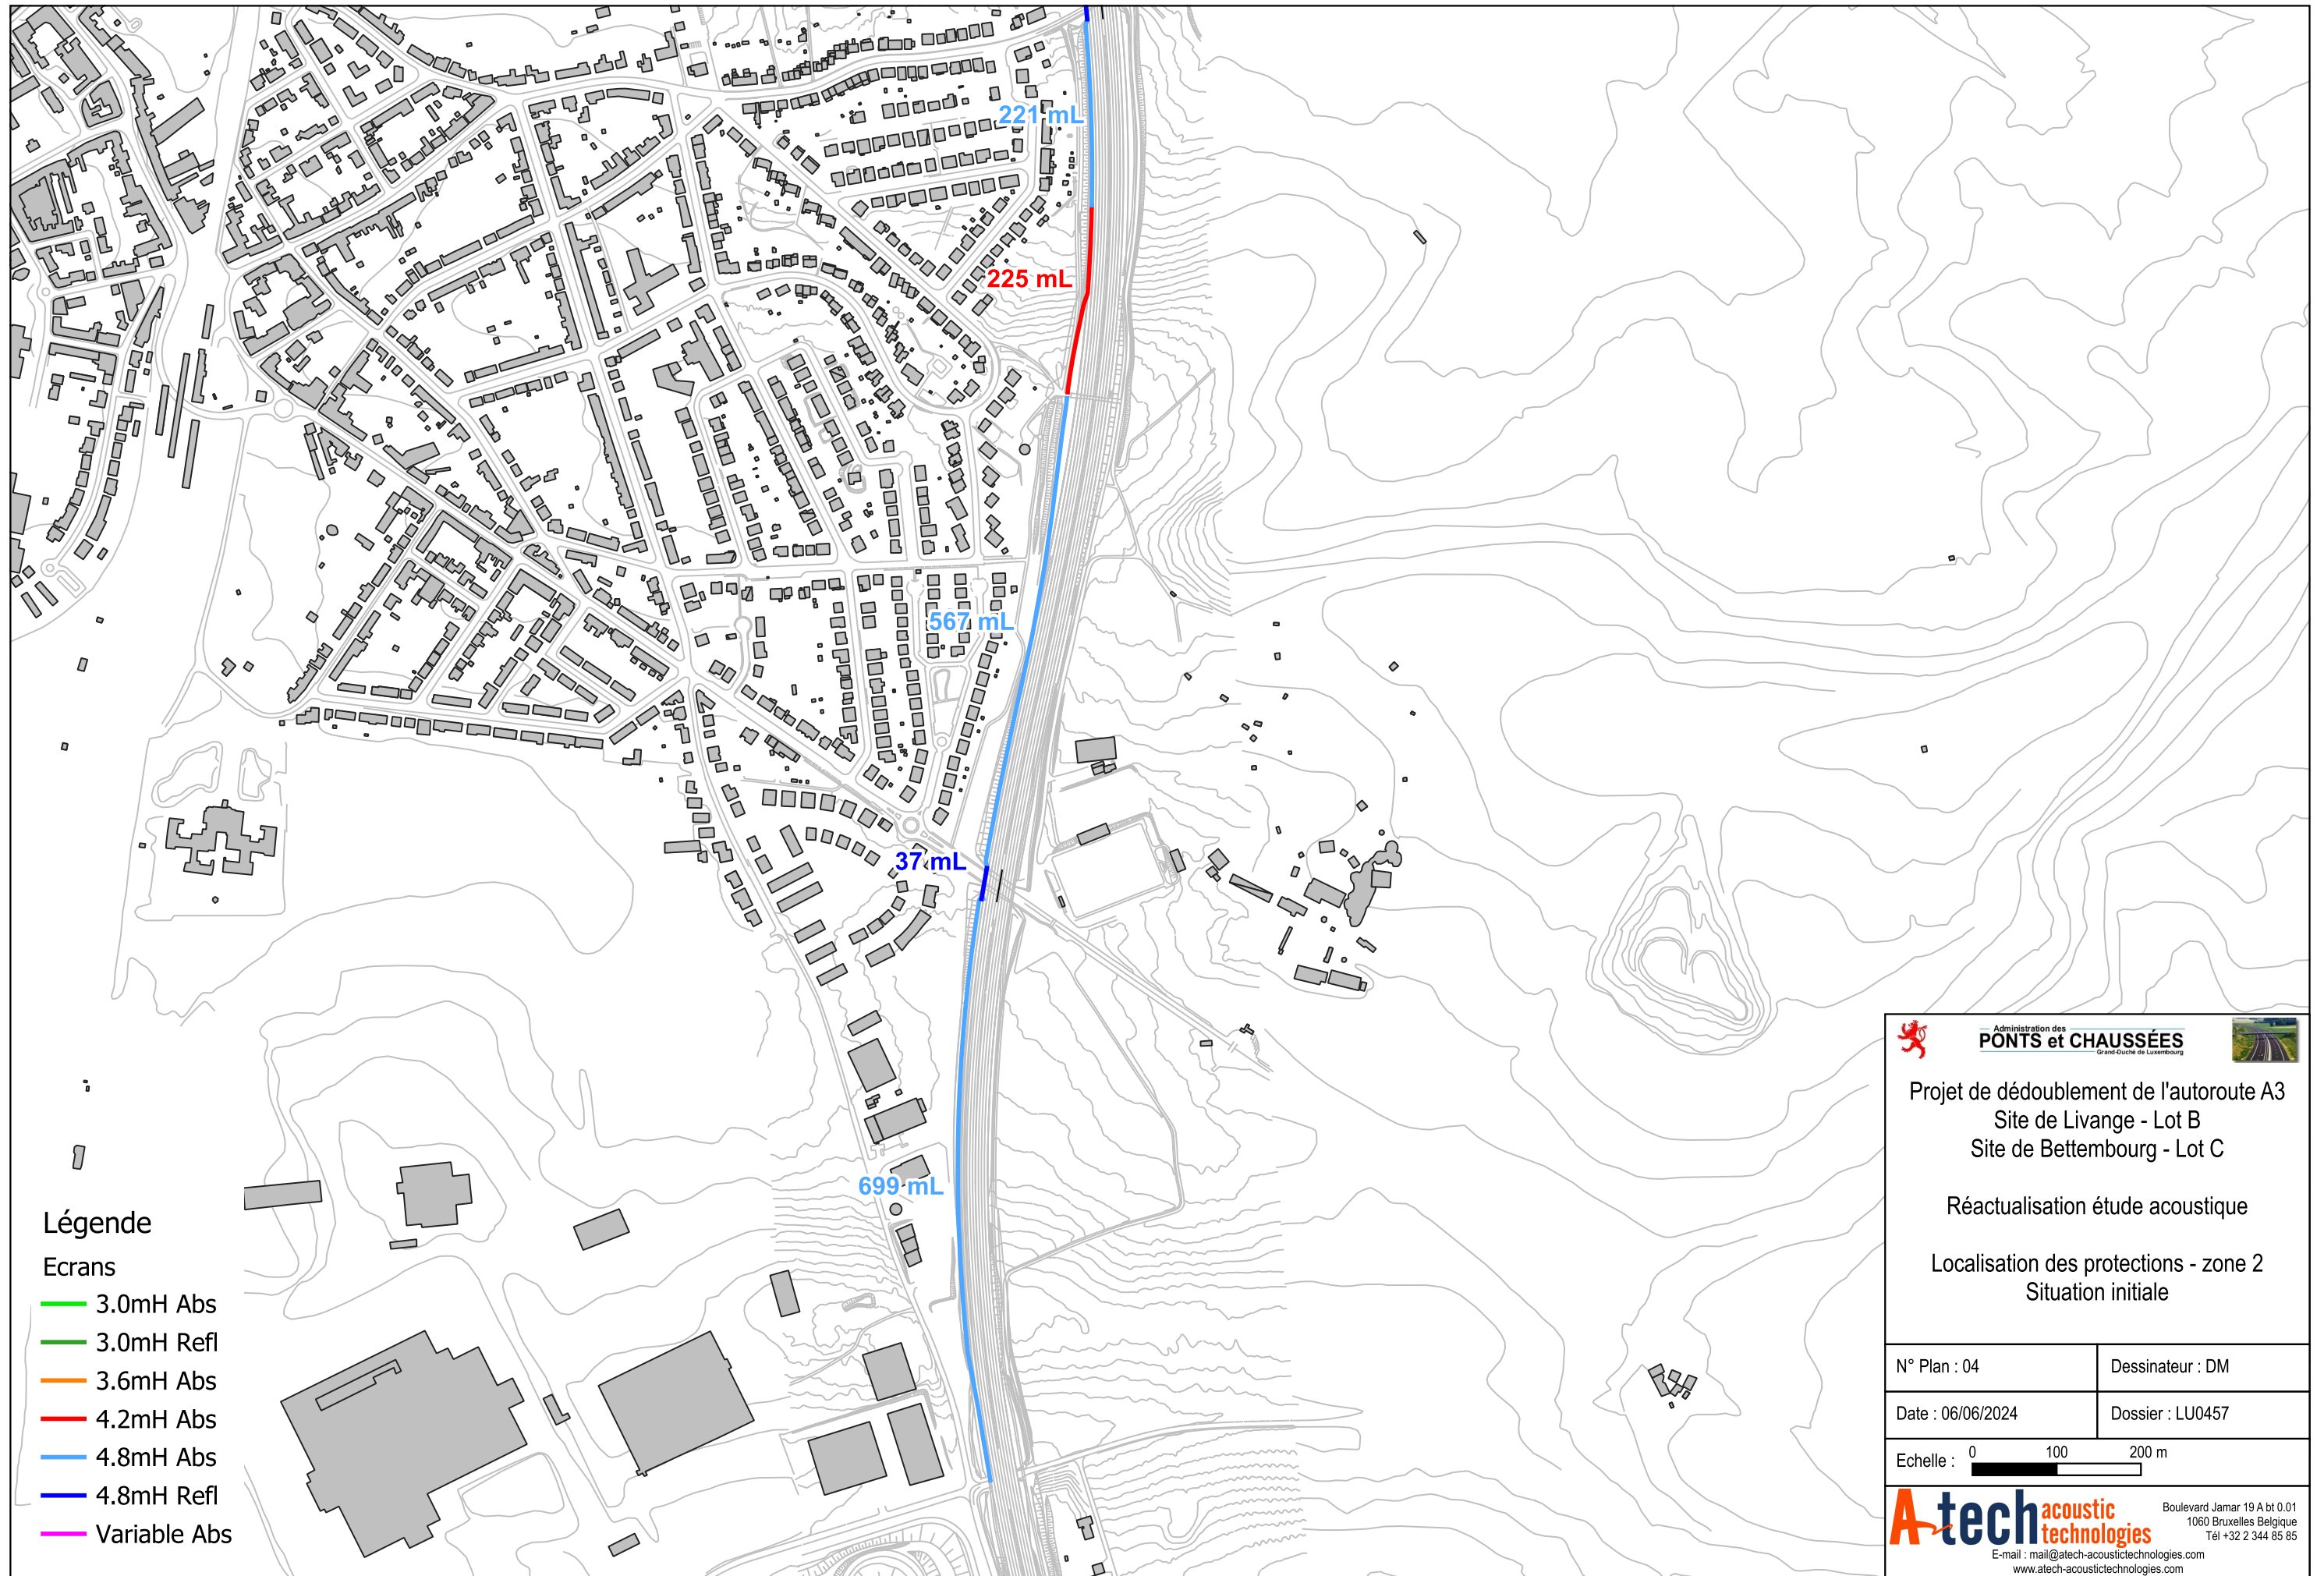 221 mL
225 mL
567 mL
37 mL
699 mL
Légende
Ecrans
3.0mH Abs
3.0mH Refl
3.6mH Abs
4.2mH Abs
4.8mH Abs
4.8mH Refl
Variable Abs
Administration des
PONTS et CHAUSSÉES
Grand-Duché de Luxembourg
Projet de dédoublement de l'autoroute A3
Site de Livange - Lot B
Site de Bettembourg - Lot C
Réactualisation étude acoustique
Localisation des protections - zone 2
Situation initiale
N° Plan : 04
Dessinateur : DM
Date : 06/06/2024
Dossier : LU0457
Echelle : 0 100 200 m
A-tech acoustic technologies
Boulevard Jamar 19 A bt 0.01
1060 Bruxelles Belgique
Tél +32 2 344 85 85
E-mail : mail@atech-acoustictechnologies.com
www.atech-acoustictechnologies.com